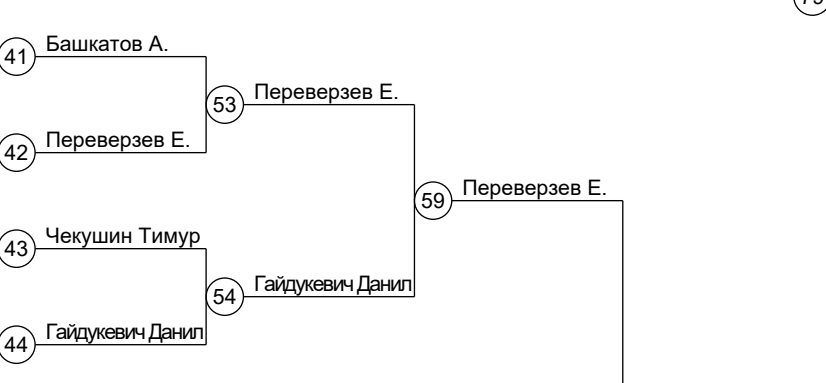 41 Башкатов А.
53 Переверзев Е.
42 Переверзев Е.
59 Переверзев Е.
43 Чекушин Тимур
54 Гайдукевич Данил
44 Гайдукевич Данил